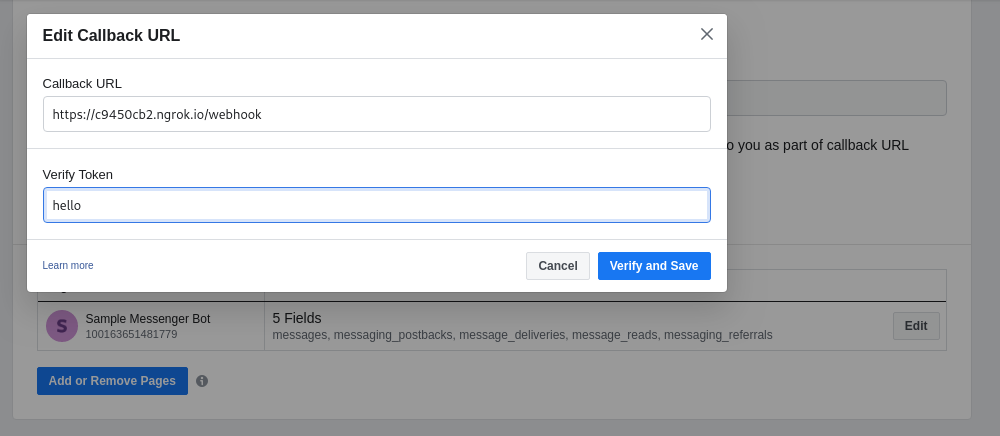 Edit Callback URL
Callback URL
https://c9450cb2.ngrok.io/webhook
o you as part of callback URL
Verify Token
hello
Learn more
Cancel
Verify and Save
S
Sample Messenger Bot
100163651481779
5 Fields
messages, messaging_postbacks, message_deliveries, message_reads, messaging_referrals
Edit
Add or Remove Pages